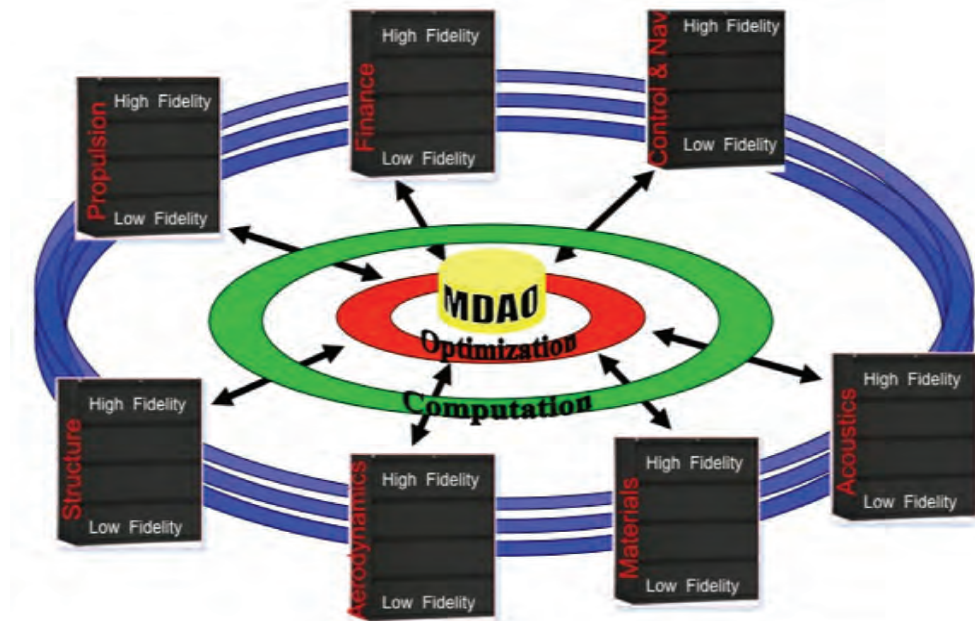 Propulsion
High Fidelity
Low Fidelity
Finance
High Fidelity
Low Fidelity
Control & Nav
High Fidelity
Low Fidelity
MDAO
Optimization
Computation
Structure
High Fidelity
Low Fidelity
Aerodynamics
High Fidelity
Low Fidelity
Materials
High Fidelity
Low Fidelity
Acoustics
High Fidelity
Low Fidelity